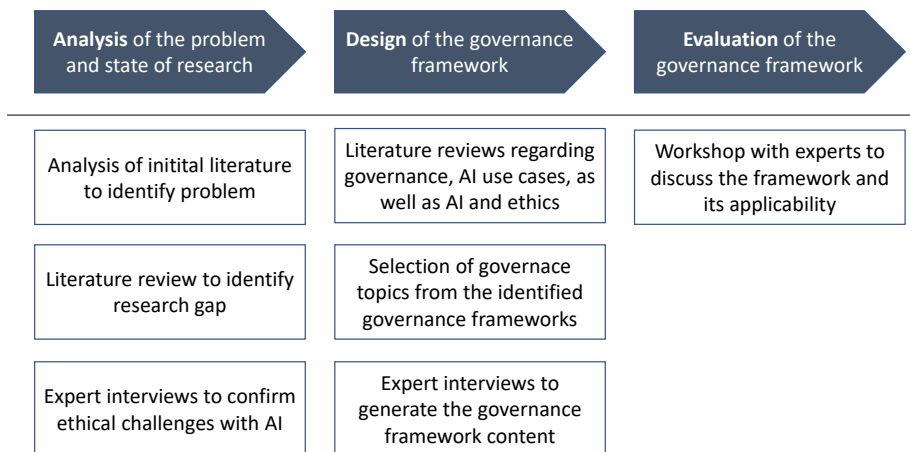 Analysis of the problem
and state of research
Design of the governance
framework
Evaluation of the
governance framework
Analysis of initital literature
to identify problem
Literature reviews regarding
governance, AI use cases, as
well as AI and ethics
Workshop with experts to
discuss the framework and
its applicability
Literature review to identify
research gap
Selection of governace
topics from the identified
governance frameworks
Expert interviews to confirm
ethical challenges with AI
Expert interviews to
generate the governance
framework content